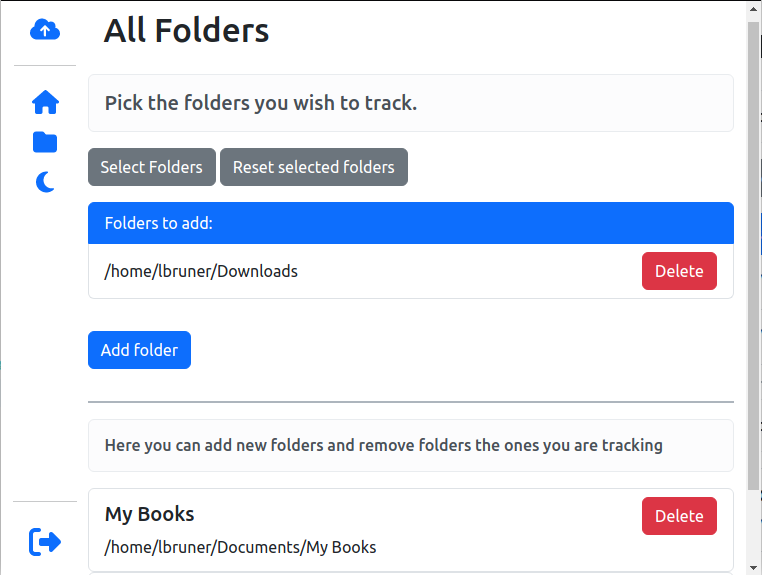 All Folders
Pick the folders you wish to track.
Select Folders Reset selected folders
Folders to add:
/home/lbruner/Downloads Delete
Add folder
Here you can add new folders and remove folders the ones you are tracking
My Books Delete
/home/lbruner/Documents/My Books